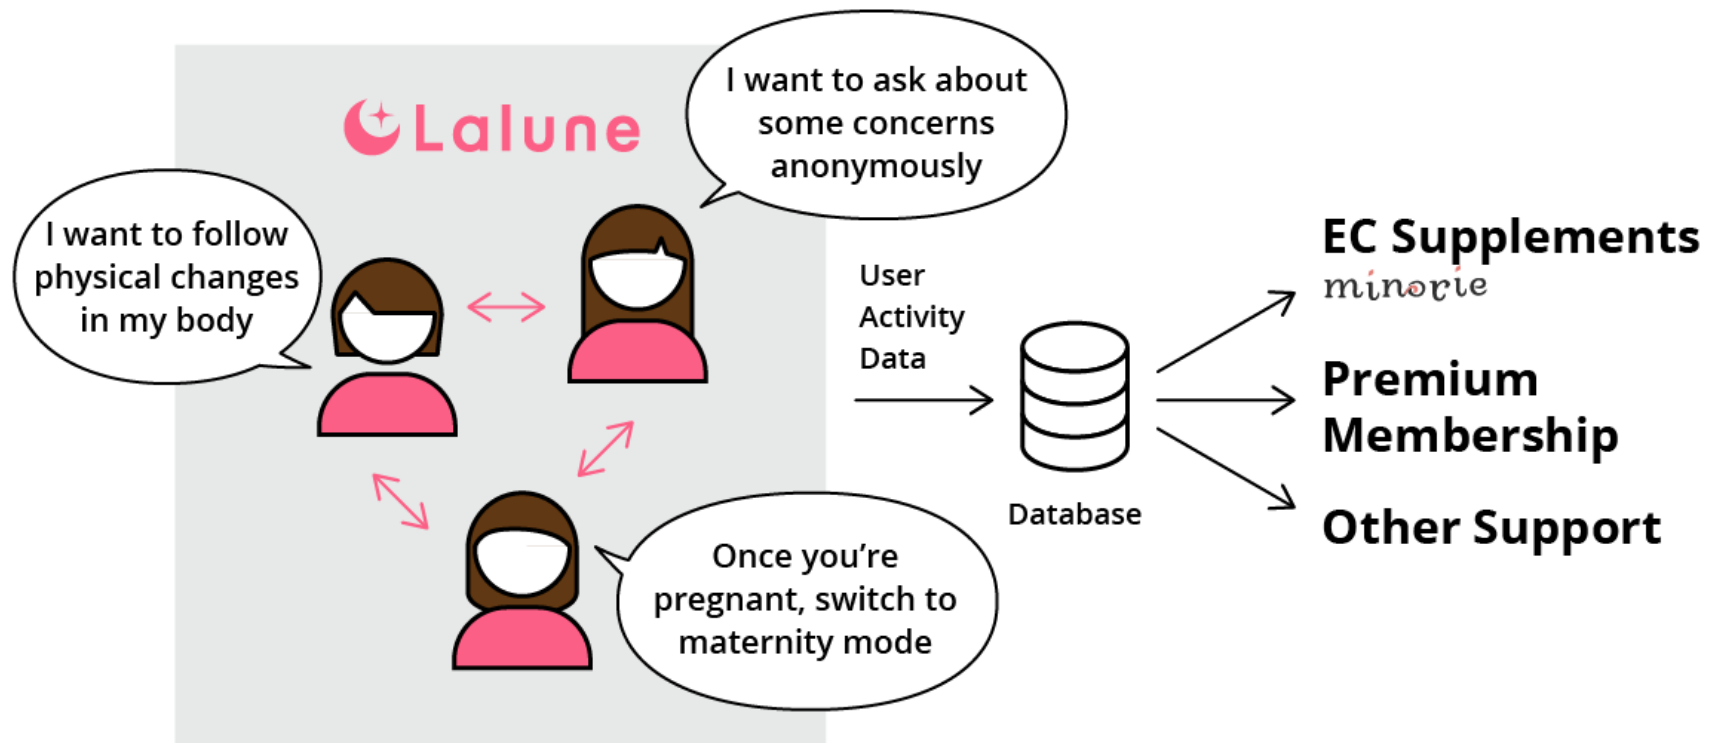 Lalune
I want to ask about
some concerns
anonymously
I want to follow
physical changes
in my body
Once you’re
pregnant, switch to
maternity mode
User
Activity
Data
Database
EC Supplements
minorie
Premium
Membership
Other Support